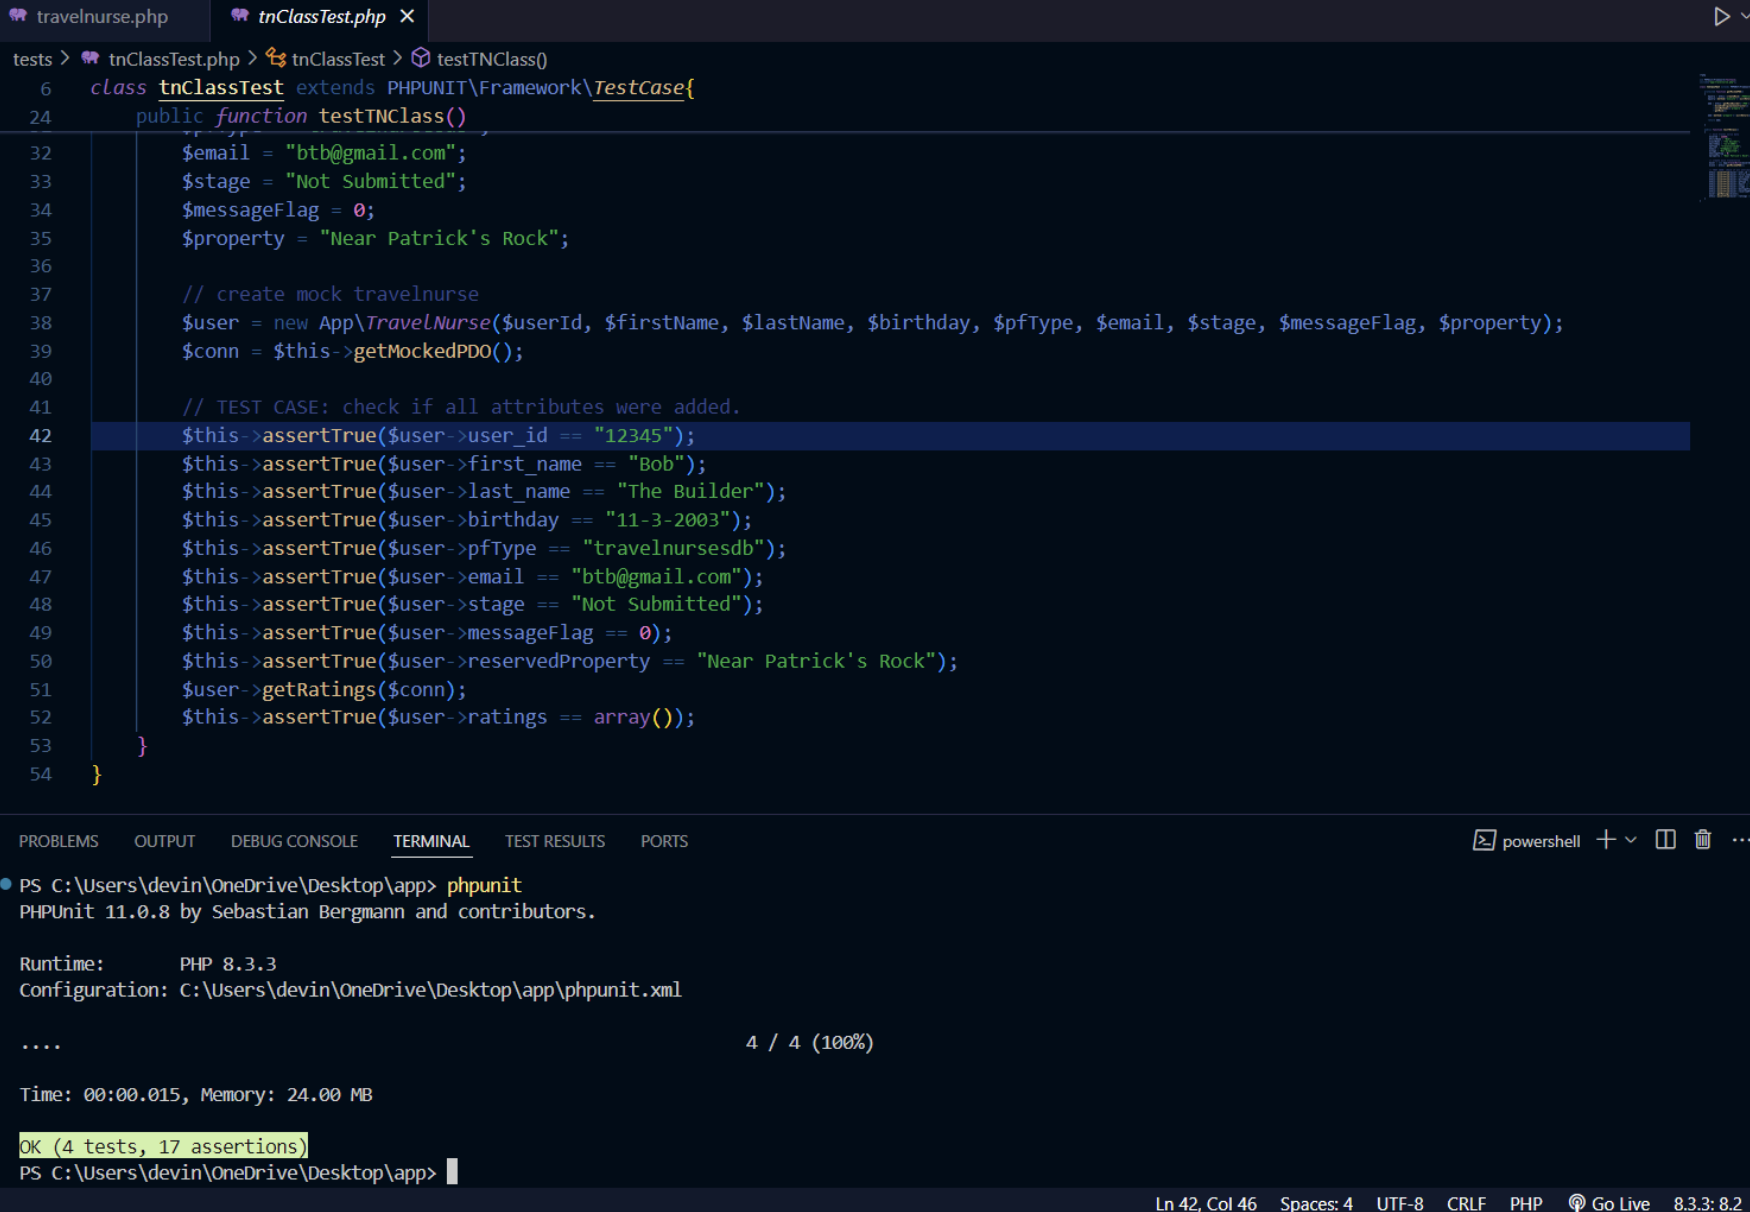 travelnurse.php
tnClassTest.php
tests > tnClassTest.php > tnClassTest > testTNClass()
6 class tnClassTest extends PHPUNIT\Framework\TestCase{
24 public function testTNClass()
32 $email = "btb@gmail.com";
33 $stage = "Not Submitted";
34 $messageFlag = 0;
35 $property = "Near Patrick's Rock";
36
37 // create mock travelnurse
38 $user = new App\TravelNurse($userId, $firstName, $lastName, $birthday, $pfType, $email, $stage, $messageFlag, $property);
39 $conn = $this->getMockedPDO();
40
41 // TEST CASE: check if all attributes were added.
42 $this->assertTrue($user->user_id == "12345");
43 $this->assertTrue($user->first_name == "Bob");
44 $this->assertTrue($user->last_name == "The Builder");
45 $this->assertTrue($user->birthday == "11-3-2003");
46 $this->assertTrue($user->pfType == "travelnursesdb");
47 $this->assertTrue($user->email == "btb@gmail.com");
48 $this->assertTrue($user->stage == "Not Submitted");
49 $this->assertTrue($user->messageFlag == 0);
50 $this->assertTrue($user->reservedProperty == "Near Patrick's Rock");
51 $user->getRatings($conn);
52 $this->assertTrue($user->ratings == array());
53 }
54 }
PROBLEMS OUTPUT DEBUG CONSOLE TERMINAL TEST RESULTS PORTS powershell
PS C:\Users\devin\OneDrive\Desktop\app> phpunit
PHPUnit 11.0.8 by Sebastian Bergmann and contributors.
Runtime: PHP 8.3.3
Configuration: C:\Users\devin\OneDrive\Desktop\app\phpunit.xml
.... 4 / 4 (100%)
Time: 00:00.015, Memory: 24.00 MB
OK (4 tests, 17 assertions)
PS C:\Users\devin\OneDrive\Desktop\app>
Ln 42, Col 46 Spaces: 4 UTF-8 CRLF PHP Go Live 8.3.3: 8.2